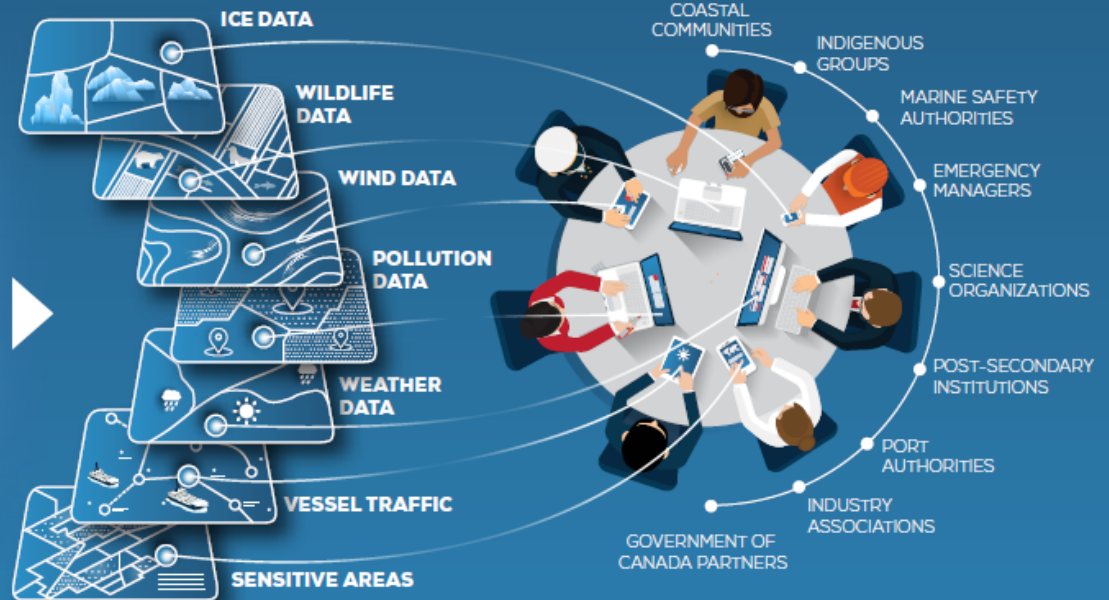 ICE DATA
WILDLIFE
DATA
WIND DATA
POLLUTION
DATA
WEATHER
DATA
VESSEL TRAFFIC
SENSITIVE AREAS
COASTAL
COMMUNITIES
INDIGENOUS
GROUPS
MARINE SAFETY
AUTHORITIES
EMERGENCY
MANAGERS
SCIENCE
ORGANIZATIONS
POST-SECONDARY
INSTITUTIONS
PORT
AUTHORITIES
INDUSTRY
ASSOCIATIONS
GOVERNMENT OF
CANADA PARTNERS